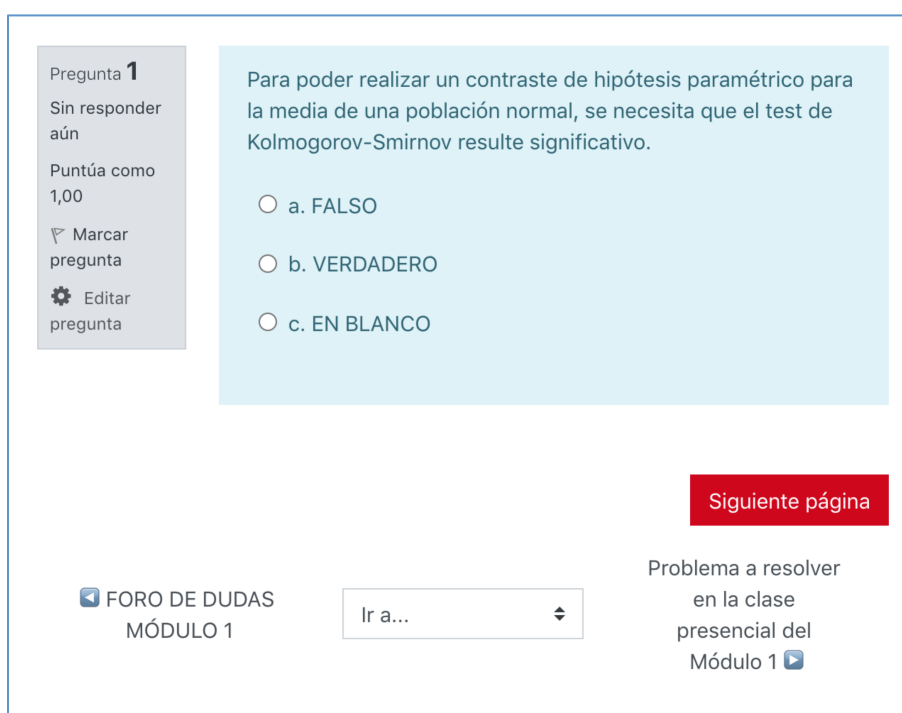 Pregunta 1
Sin responder
aún
Puntúa como
1,00
Marcar
pregunta
Editar
pregunta
Para poder realizar un contraste de hipótesis paramétrico para
la media de una población normal, se necesita que el test de
Kolmogorov-Smirnov resulte significativo.
a. FALSO
b. VERDADERO
c. EN BLANCO
Siguiente página
FORO DE DUDAS
MÓDULO 1
Ir a...
Problema a resolver
en la clase
presencial del
Módulo 1